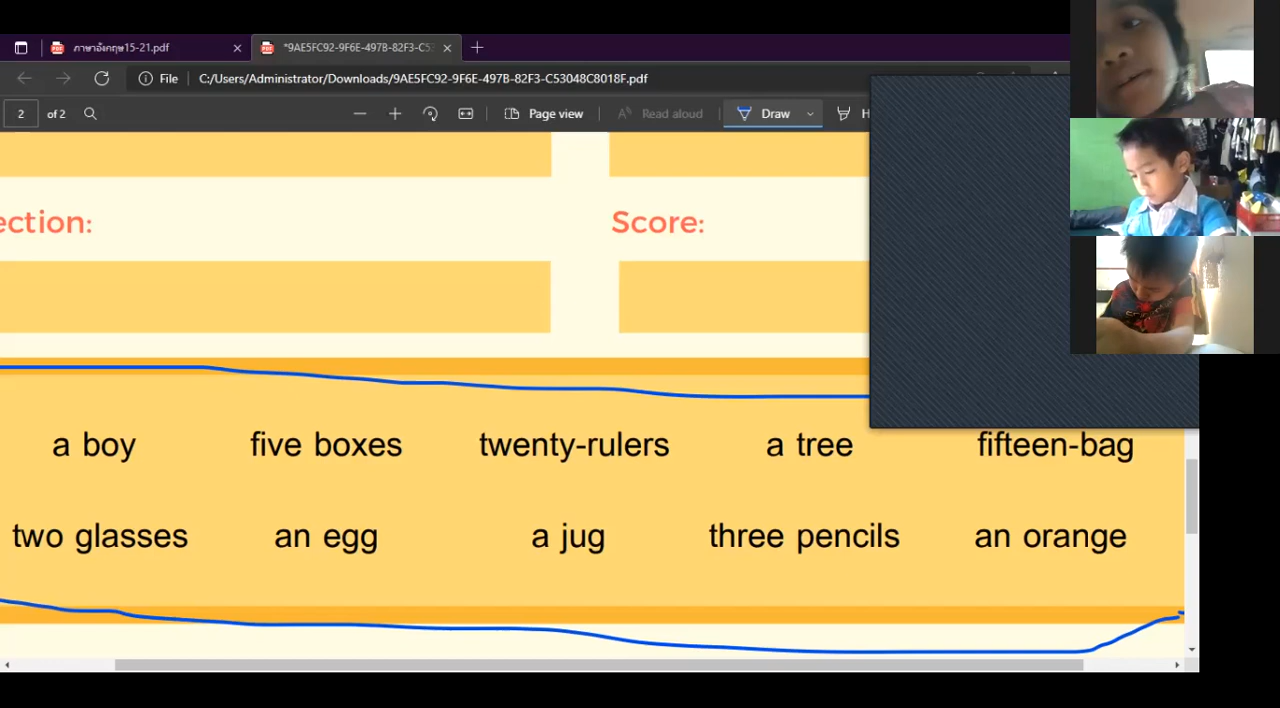 ภาษาอังกฤษ15-21.pdf
*9AE5FC92-9F6E-497B-82F3-C53
File C:/Users/Administrator/Downloads/9AE5FC92-9F6E-497B-82F3-C53048C8018F.pdf
2 of 2 Page view Read aloud Draw H
ection: Score:
a boy five boxes twenty-rulers a tree fifteen-bag
two glasses an egg a jug three pencils an orange